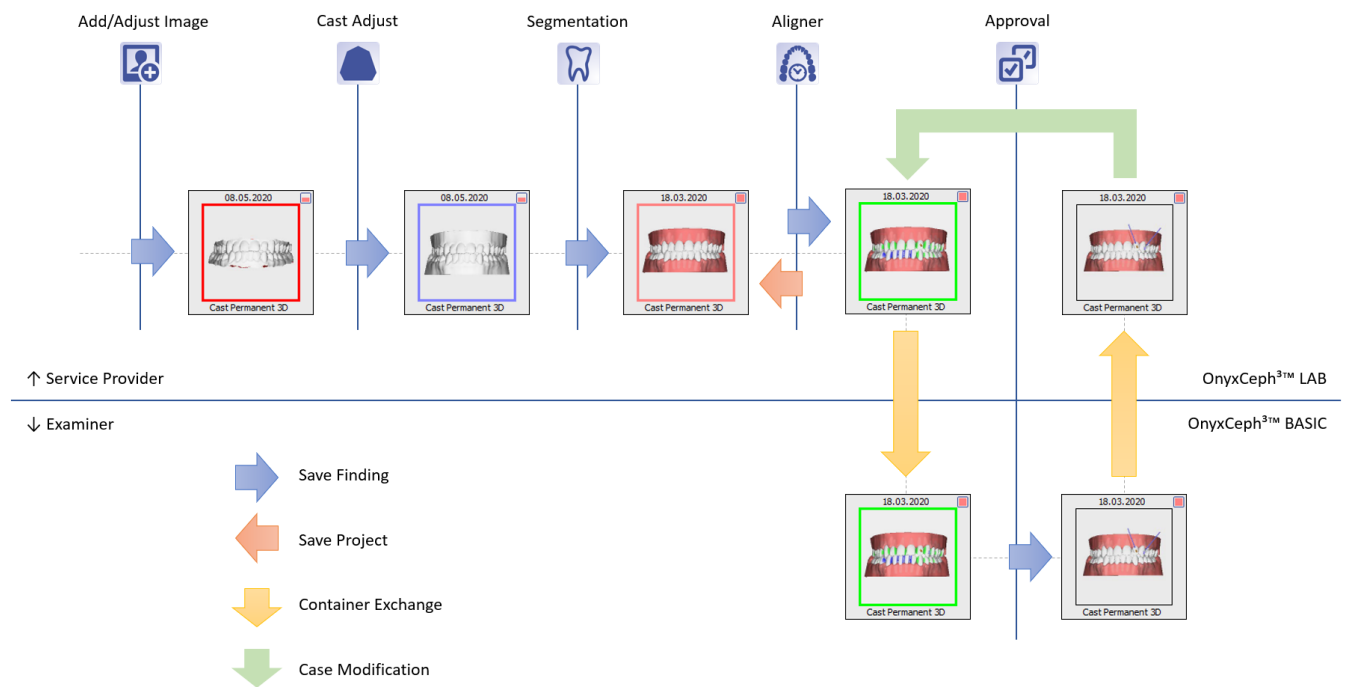 Add/Adjust Image
Cast Adjust
Segmentation
Aligner
Approval
08.05.2020
08.05.2020
18.03.2020
18.03.2020
18.03.2020
Cast Permanent 3D
Cast Permanent 3D
Cast Permanent 3D
Cast Permanent 3D
Cast Permanent 3D
↑ Service Provider
OnyxCeph³™ LAB
↓ Examiner
OnyxCeph³™ BASIC
Save Finding
Save Project
Container Exchange
Case Modification
18.03.2020
18.03.2020
Cast Permanent 3D
Cast Permanent 3D